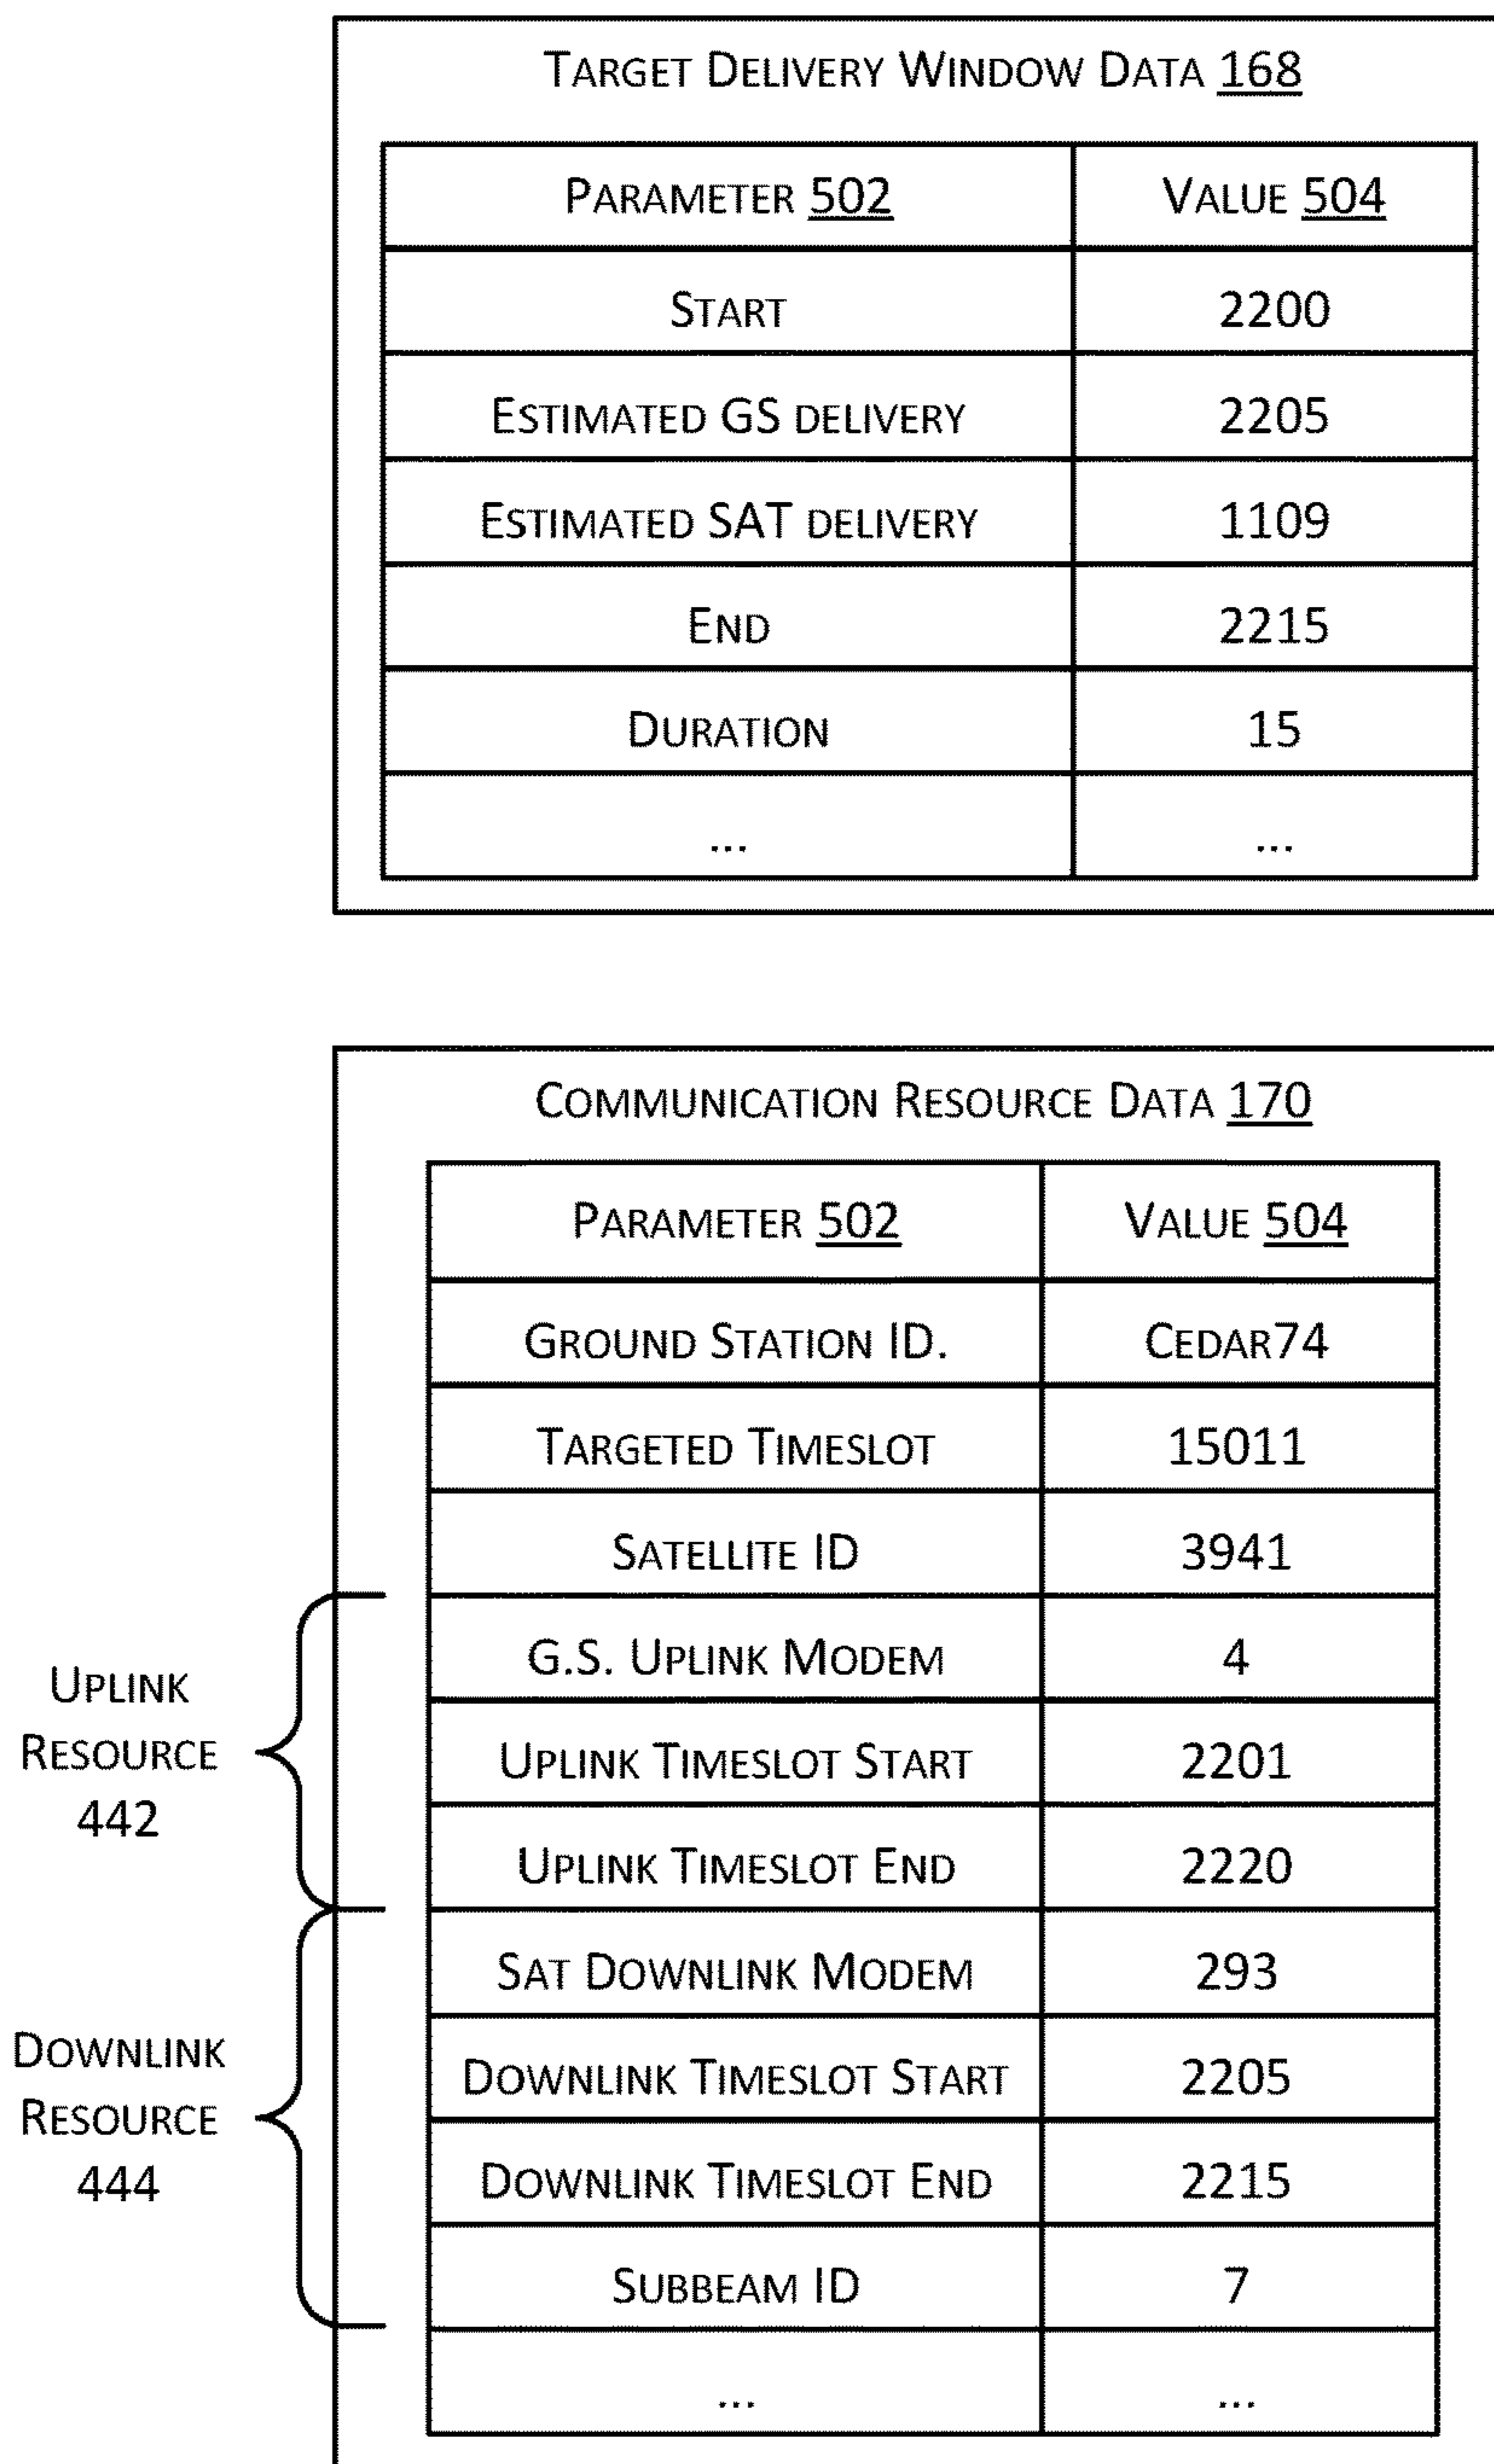 TARGET DELIVERY WINDOW DATA 168
PARAMETER 502 VALUE 504
START 2200
ESTIMATED GS DELIVERY 2205
ESTIMATED SAT DELIVERY 1109
END 2215
DURATION 15
... ...
COMMUNICATION RESOURCE DATA 170
PARAMETER 502 VALUE 504
GROUND STATION ID. CEDAR74
TARGETED TIMESLOT 15011
SATELLITE ID 3941
UPLINK
RESOURCE
442
G.S. UPLINK MODEM 4
UPLINK TIMESLOT START 2201
UPLINK TIMESLOT END 2220
DOWNLINK
RESOURCE
444
SAT DOWNLINK MODEM 293
DOWNLINK TIMESLOT START 2205
DOWNLINK TIMESLOT END 2215
SUBBEAM ID 7
... ...